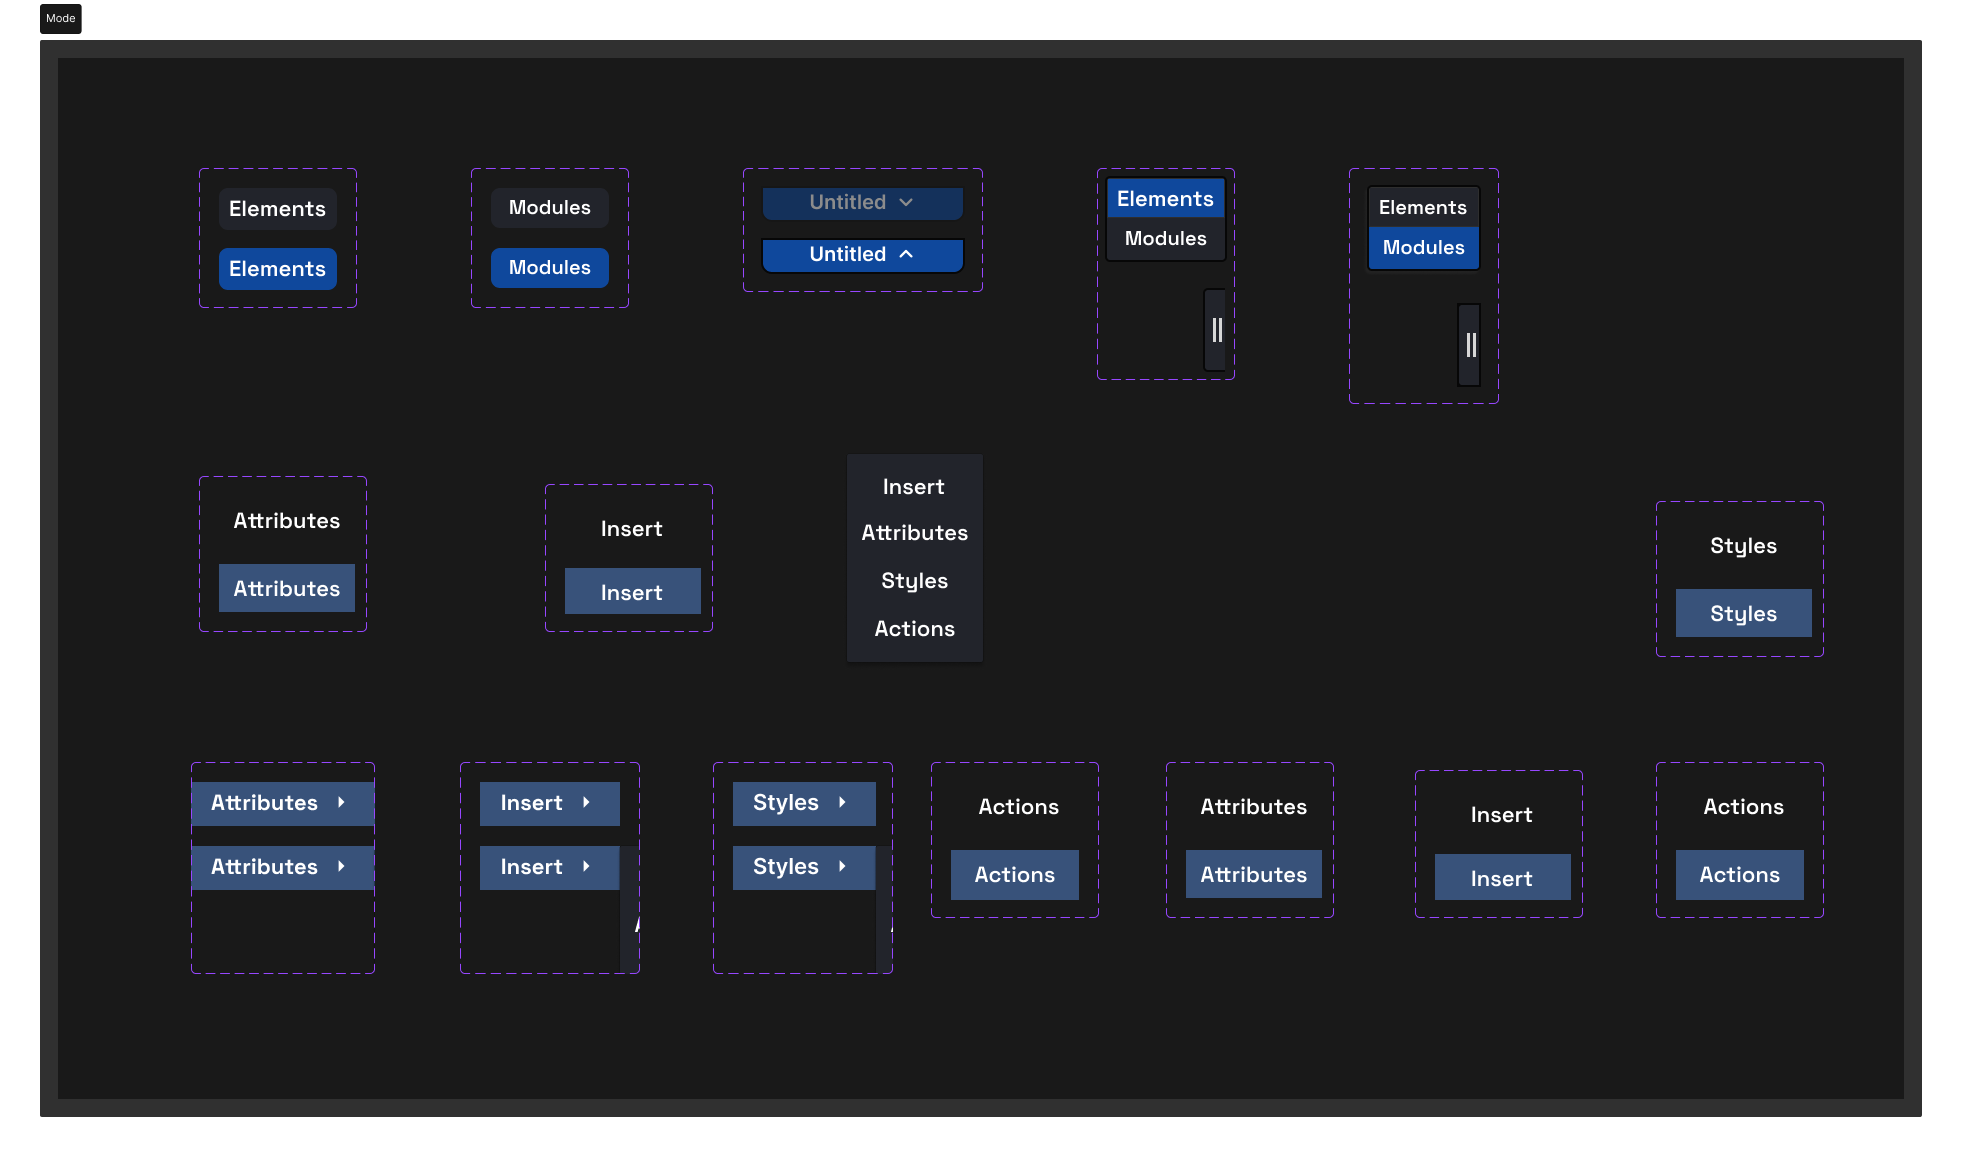 Mode
Elements
Elements
Modules
Modules
Untitled
Untitled
Elements
Modules
Elements
Modules
Attributes
Attributes
Insert
Insert
Insert
Attributes
Styles
Actions
Styles
Styles
Attributes
Attributes
Insert
Insert
Styles
Styles
Actions
Actions
Attributes
Attributes
Insert
Insert
Actions
Actions